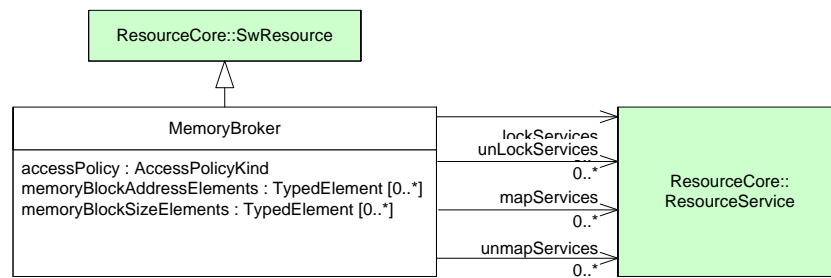 ResourceCore::SwResource
MemoryBroker
accessPolicy : AccessPolicyKind
memoryBlockAddressElements : TypedElement [0..*]
memoryBlockSizeElements : TypedElement [0..*]
lockServices
unLockServices
0..*
mapServices
0..*
unmapServices
0..*
ResourceCore::
ResourceService